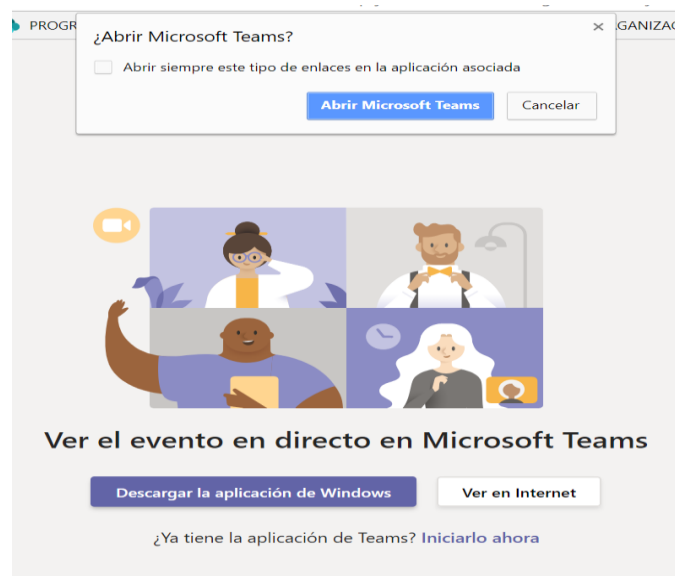 PROGR
¿Abrir Microsoft Teams?
GANIZAC
Abrir siempre este tipo de enlaces en la aplicación asociada
Abrir Microsoft Teams
Cancelar
Ver el evento en directo en Microsoft Teams
Descargar la aplicación de Windows
Ver en Internet
¿Ya tiene la aplicación de Teams? Iniciarlo ahora